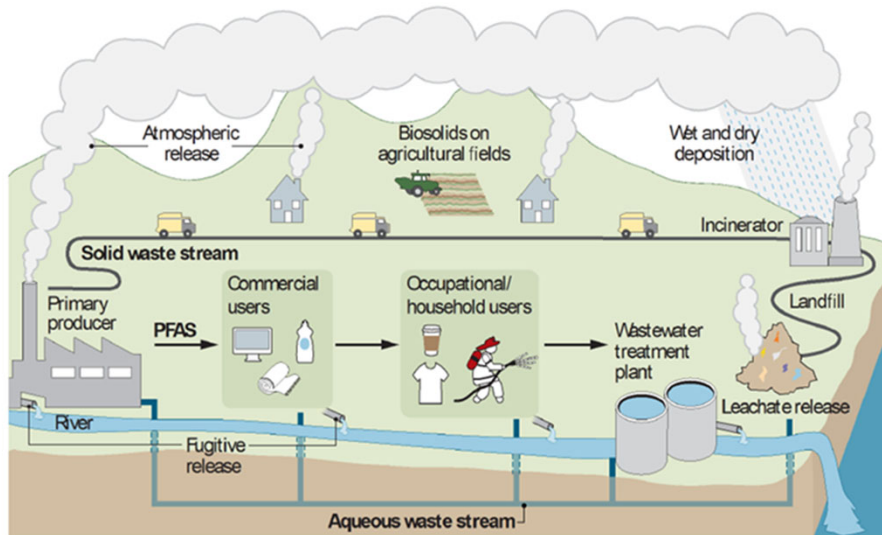 Atmospheric
release
Biosolids on
agricultural fields
Wet and dry
deposition
Incinerator
Solid waste stream
Primary
producer
PFAS
Commercial
users
Occupational/
household users
Wastewater
treatment
plant
Landfill
Leachate release
River
Fugitive
release
Aqueous waste stream